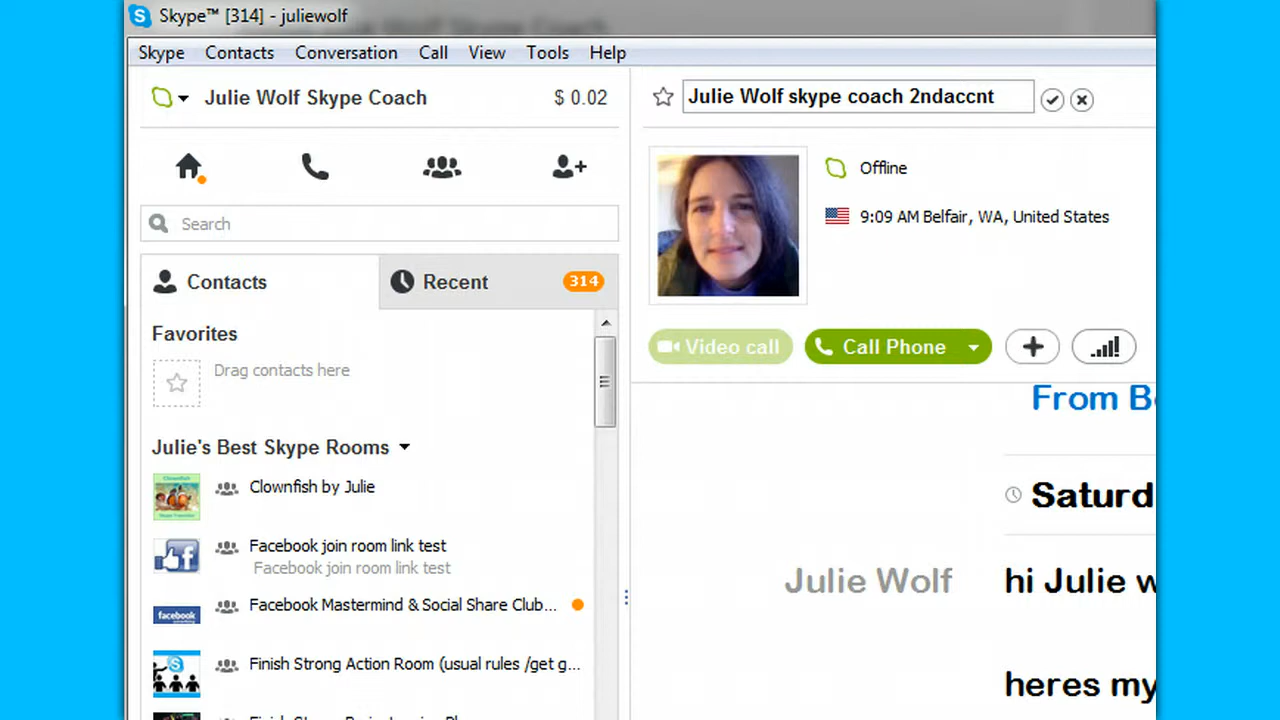 Skype™ [314] - juliewolf
Skype Contacts Conversation Call View Tools Help
Julie Wolf Skype Coach $ 0.02
Search
Contacts
Recent 314
Favorites
Drag contacts here
Julie's Best Skype Rooms
Clownfish by Julie
Facebook join room link test
Facebook join room link test
facebook
Facebook Mastermind & Social Share Club...
Finish Strong Action Room (usual rules /get g...
Julie Wolf skype coach 2ndaccnt
Offline
9:09 AM Belfair, WA, United States
Video call
Call Phone
From Be
Saturd
Julie Wolf
hi Julie w
heres my